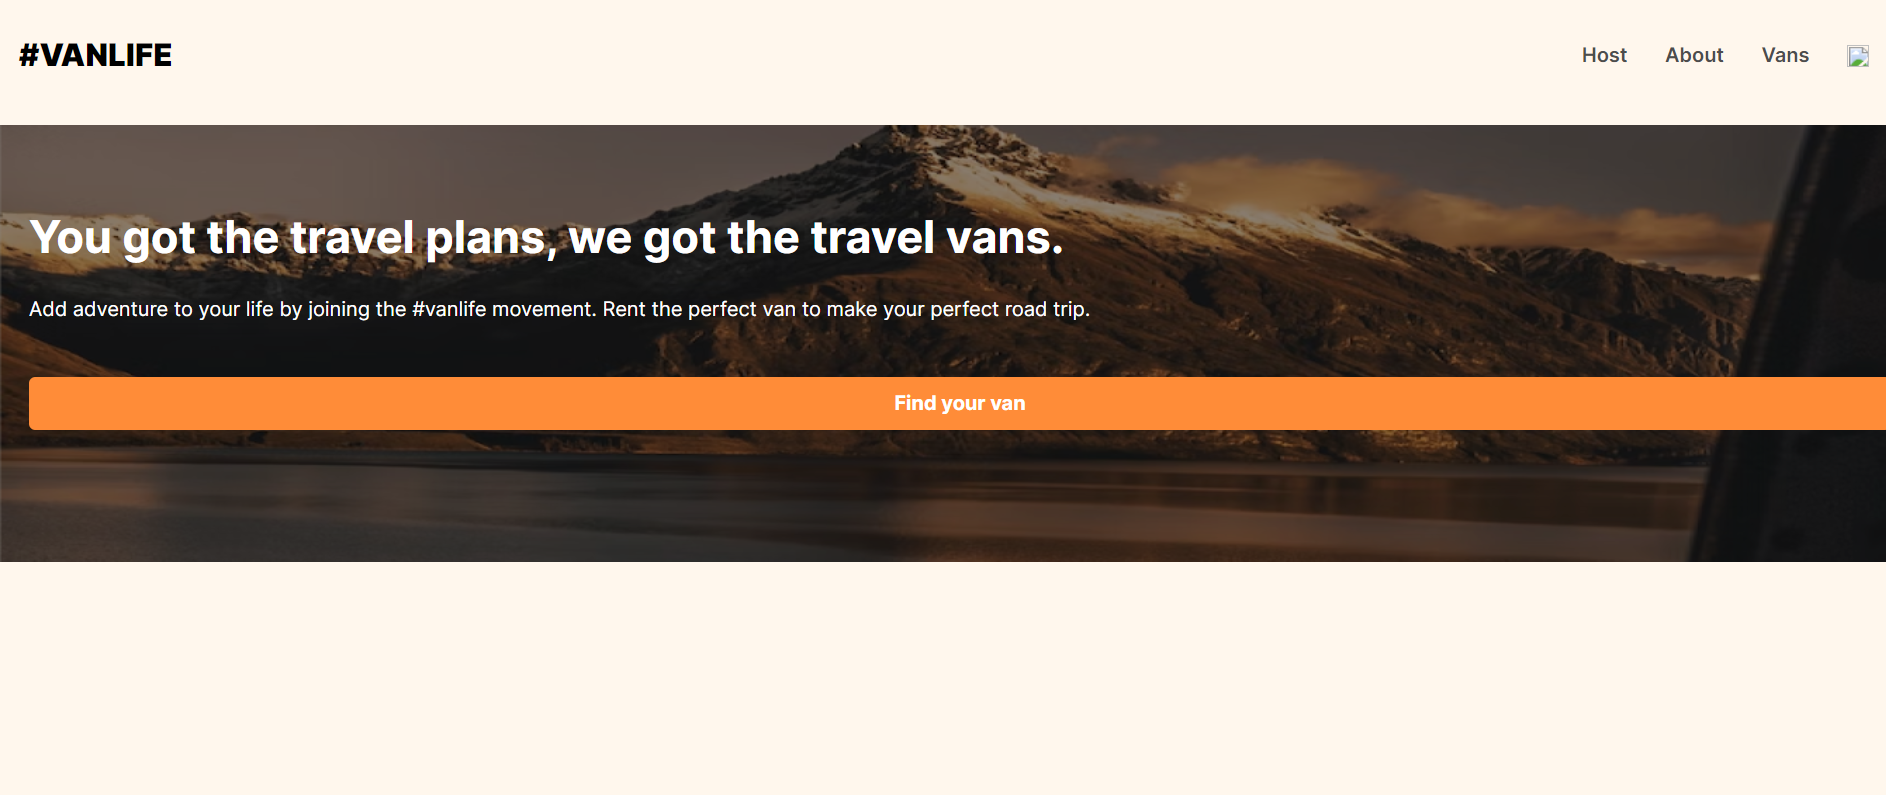 #VANLIFE
Host About Vans
You got the travel plans, we got the travel vans.
Add adventure to your life by joining the #vanlife movement. Rent the perfect van to make your perfect road trip.
Find your van